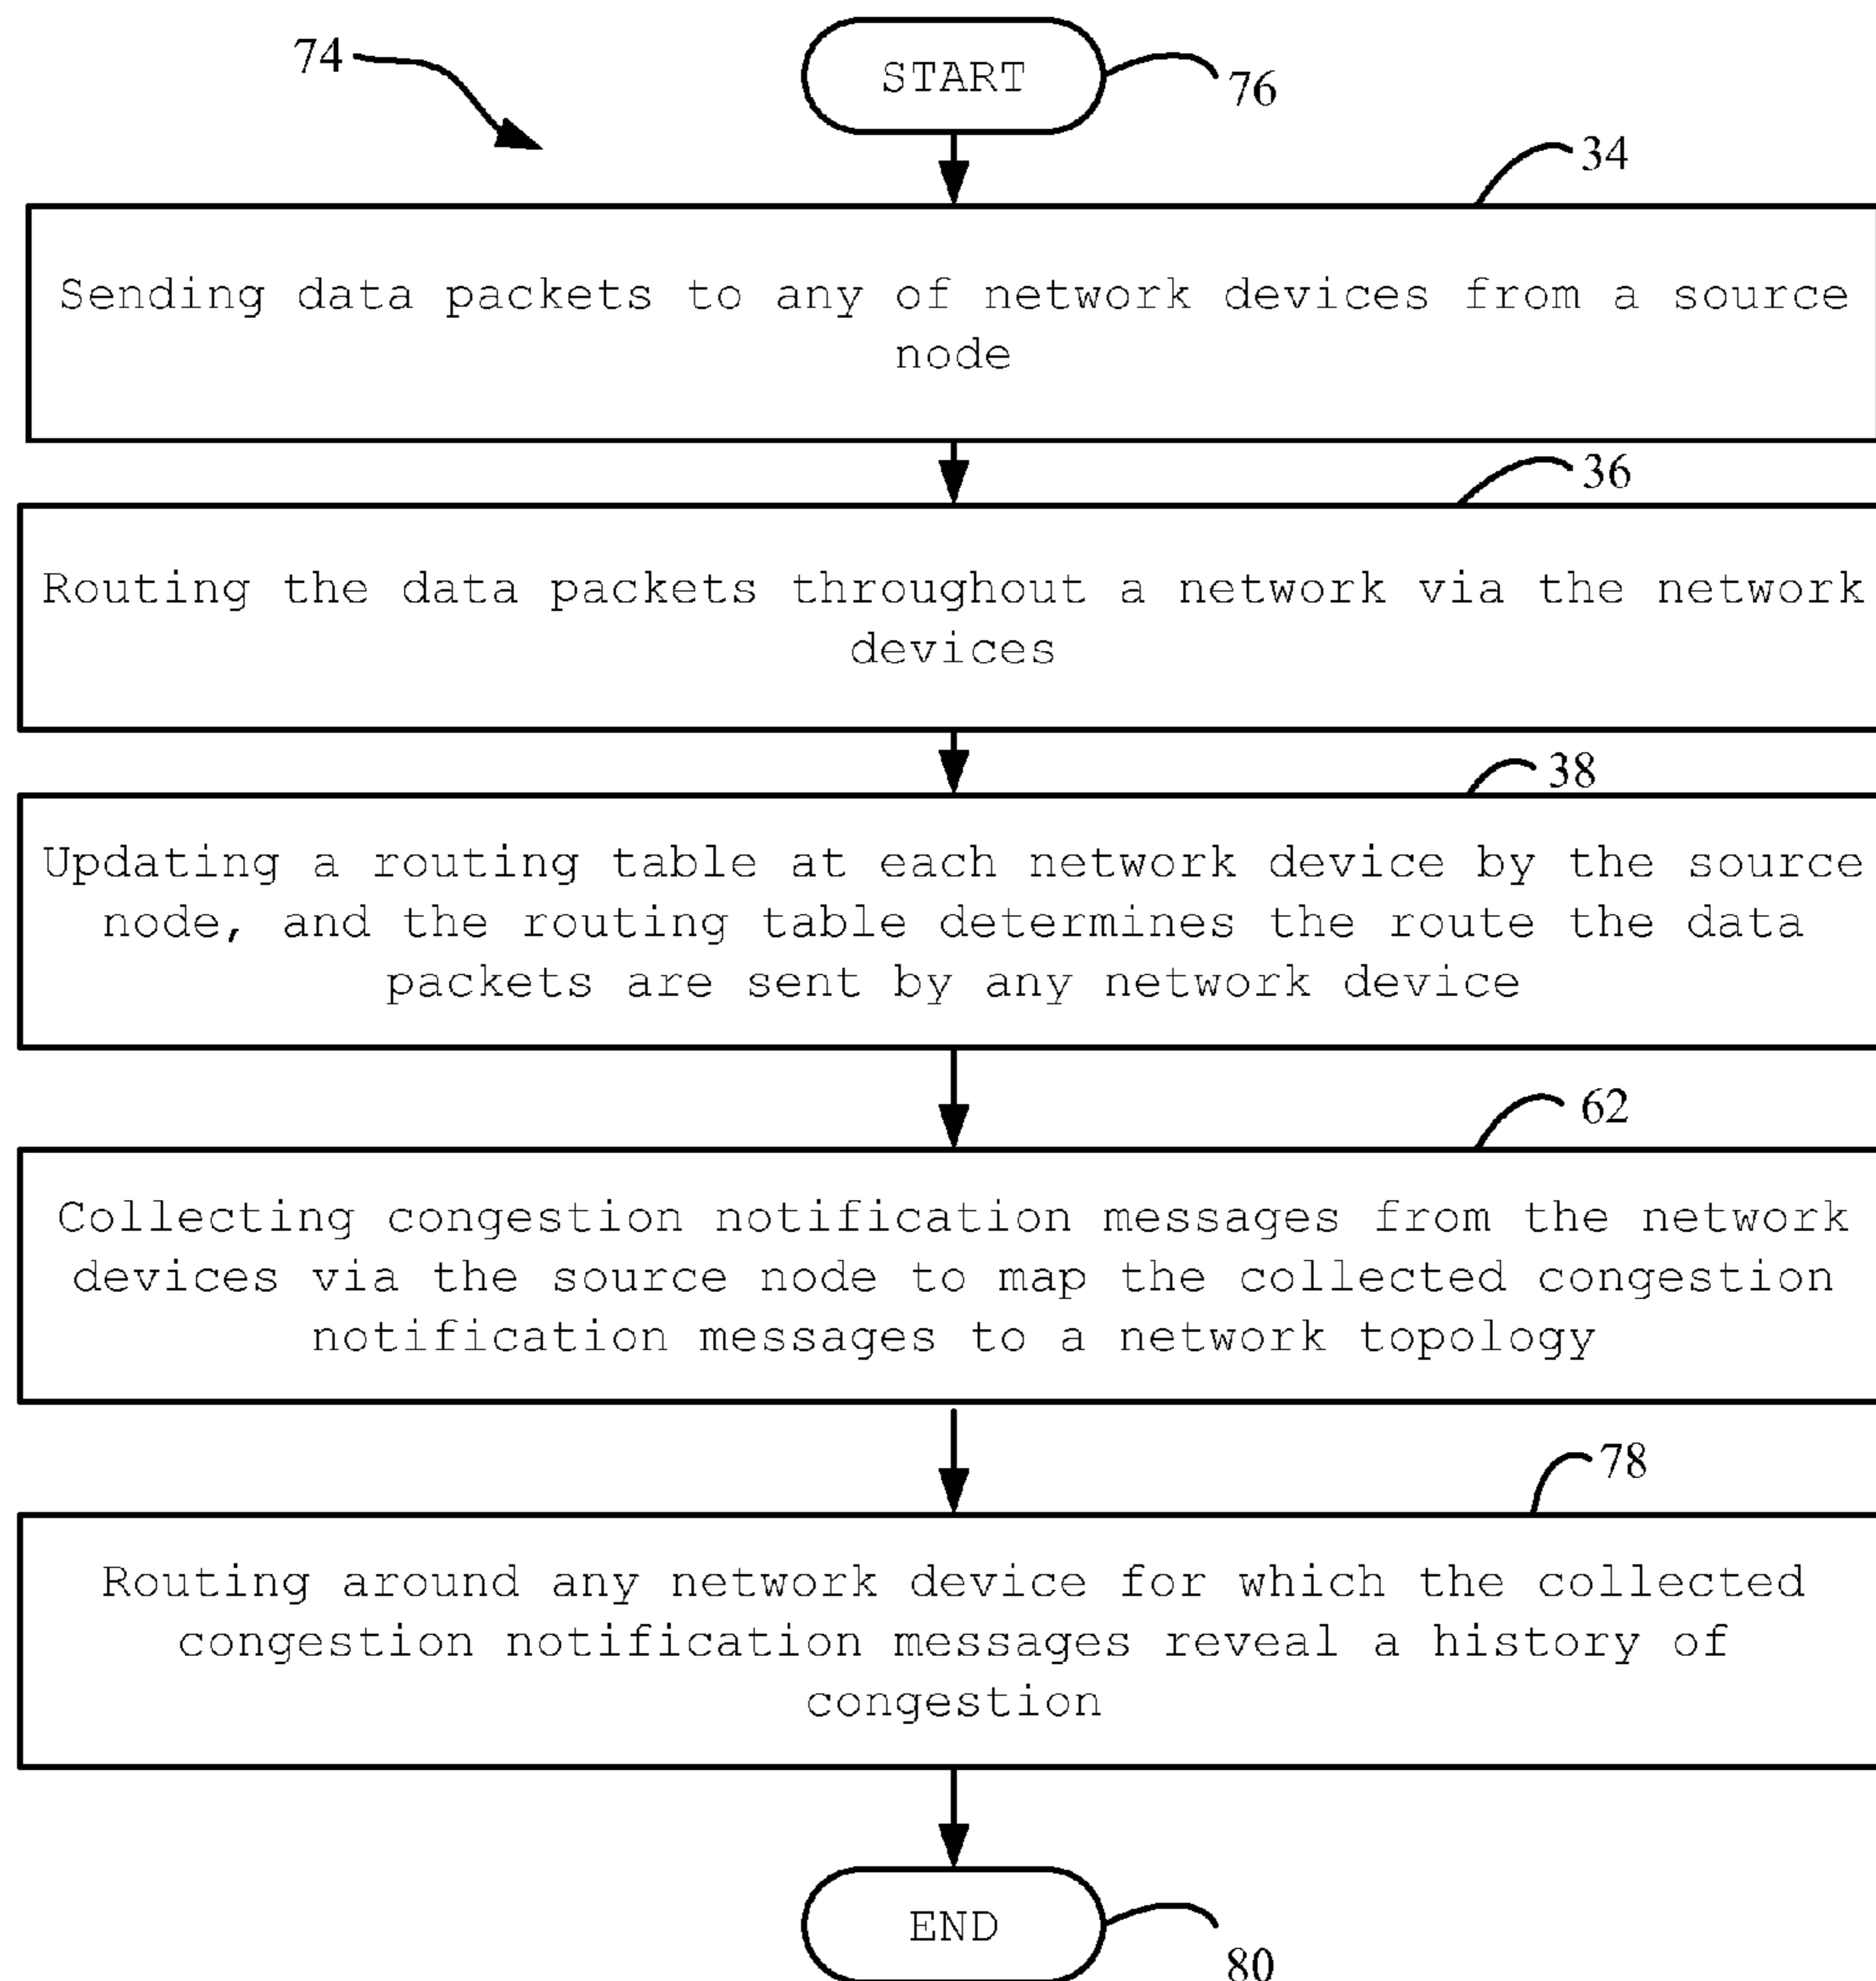 74
START
76
34
Sending data packets to any of network devices from a source
node
36
Routing the data packets throughout a network via the network
devices
38
Updating a routing table at each network device by the source
node, and the routing table determines the route the data
packets are sent by any network device
62
Collecting congestion notification messages from the network
devices via the source node to map the collected congestion
notification messages to a network topology
78
Routing around any network device for which the collected
congestion notification messages reveal a history of
congestion
END
80